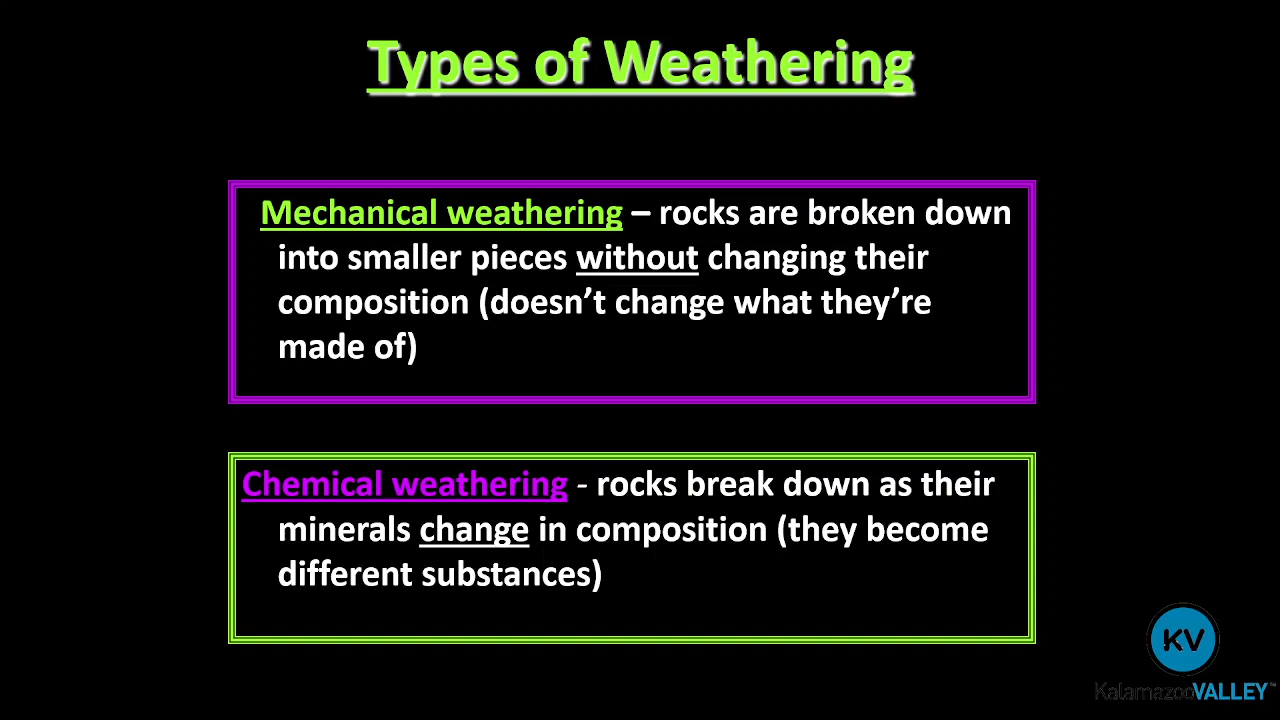 Types of Weathering
Mechanical weathering – rocks are broken down
into smaller pieces without changing their
composition (doesn’t change what they’re
made of)
Chemical weathering - rocks break down as their
minerals change in composition (they become
different substances)
KV
KalamazooVALLEY™